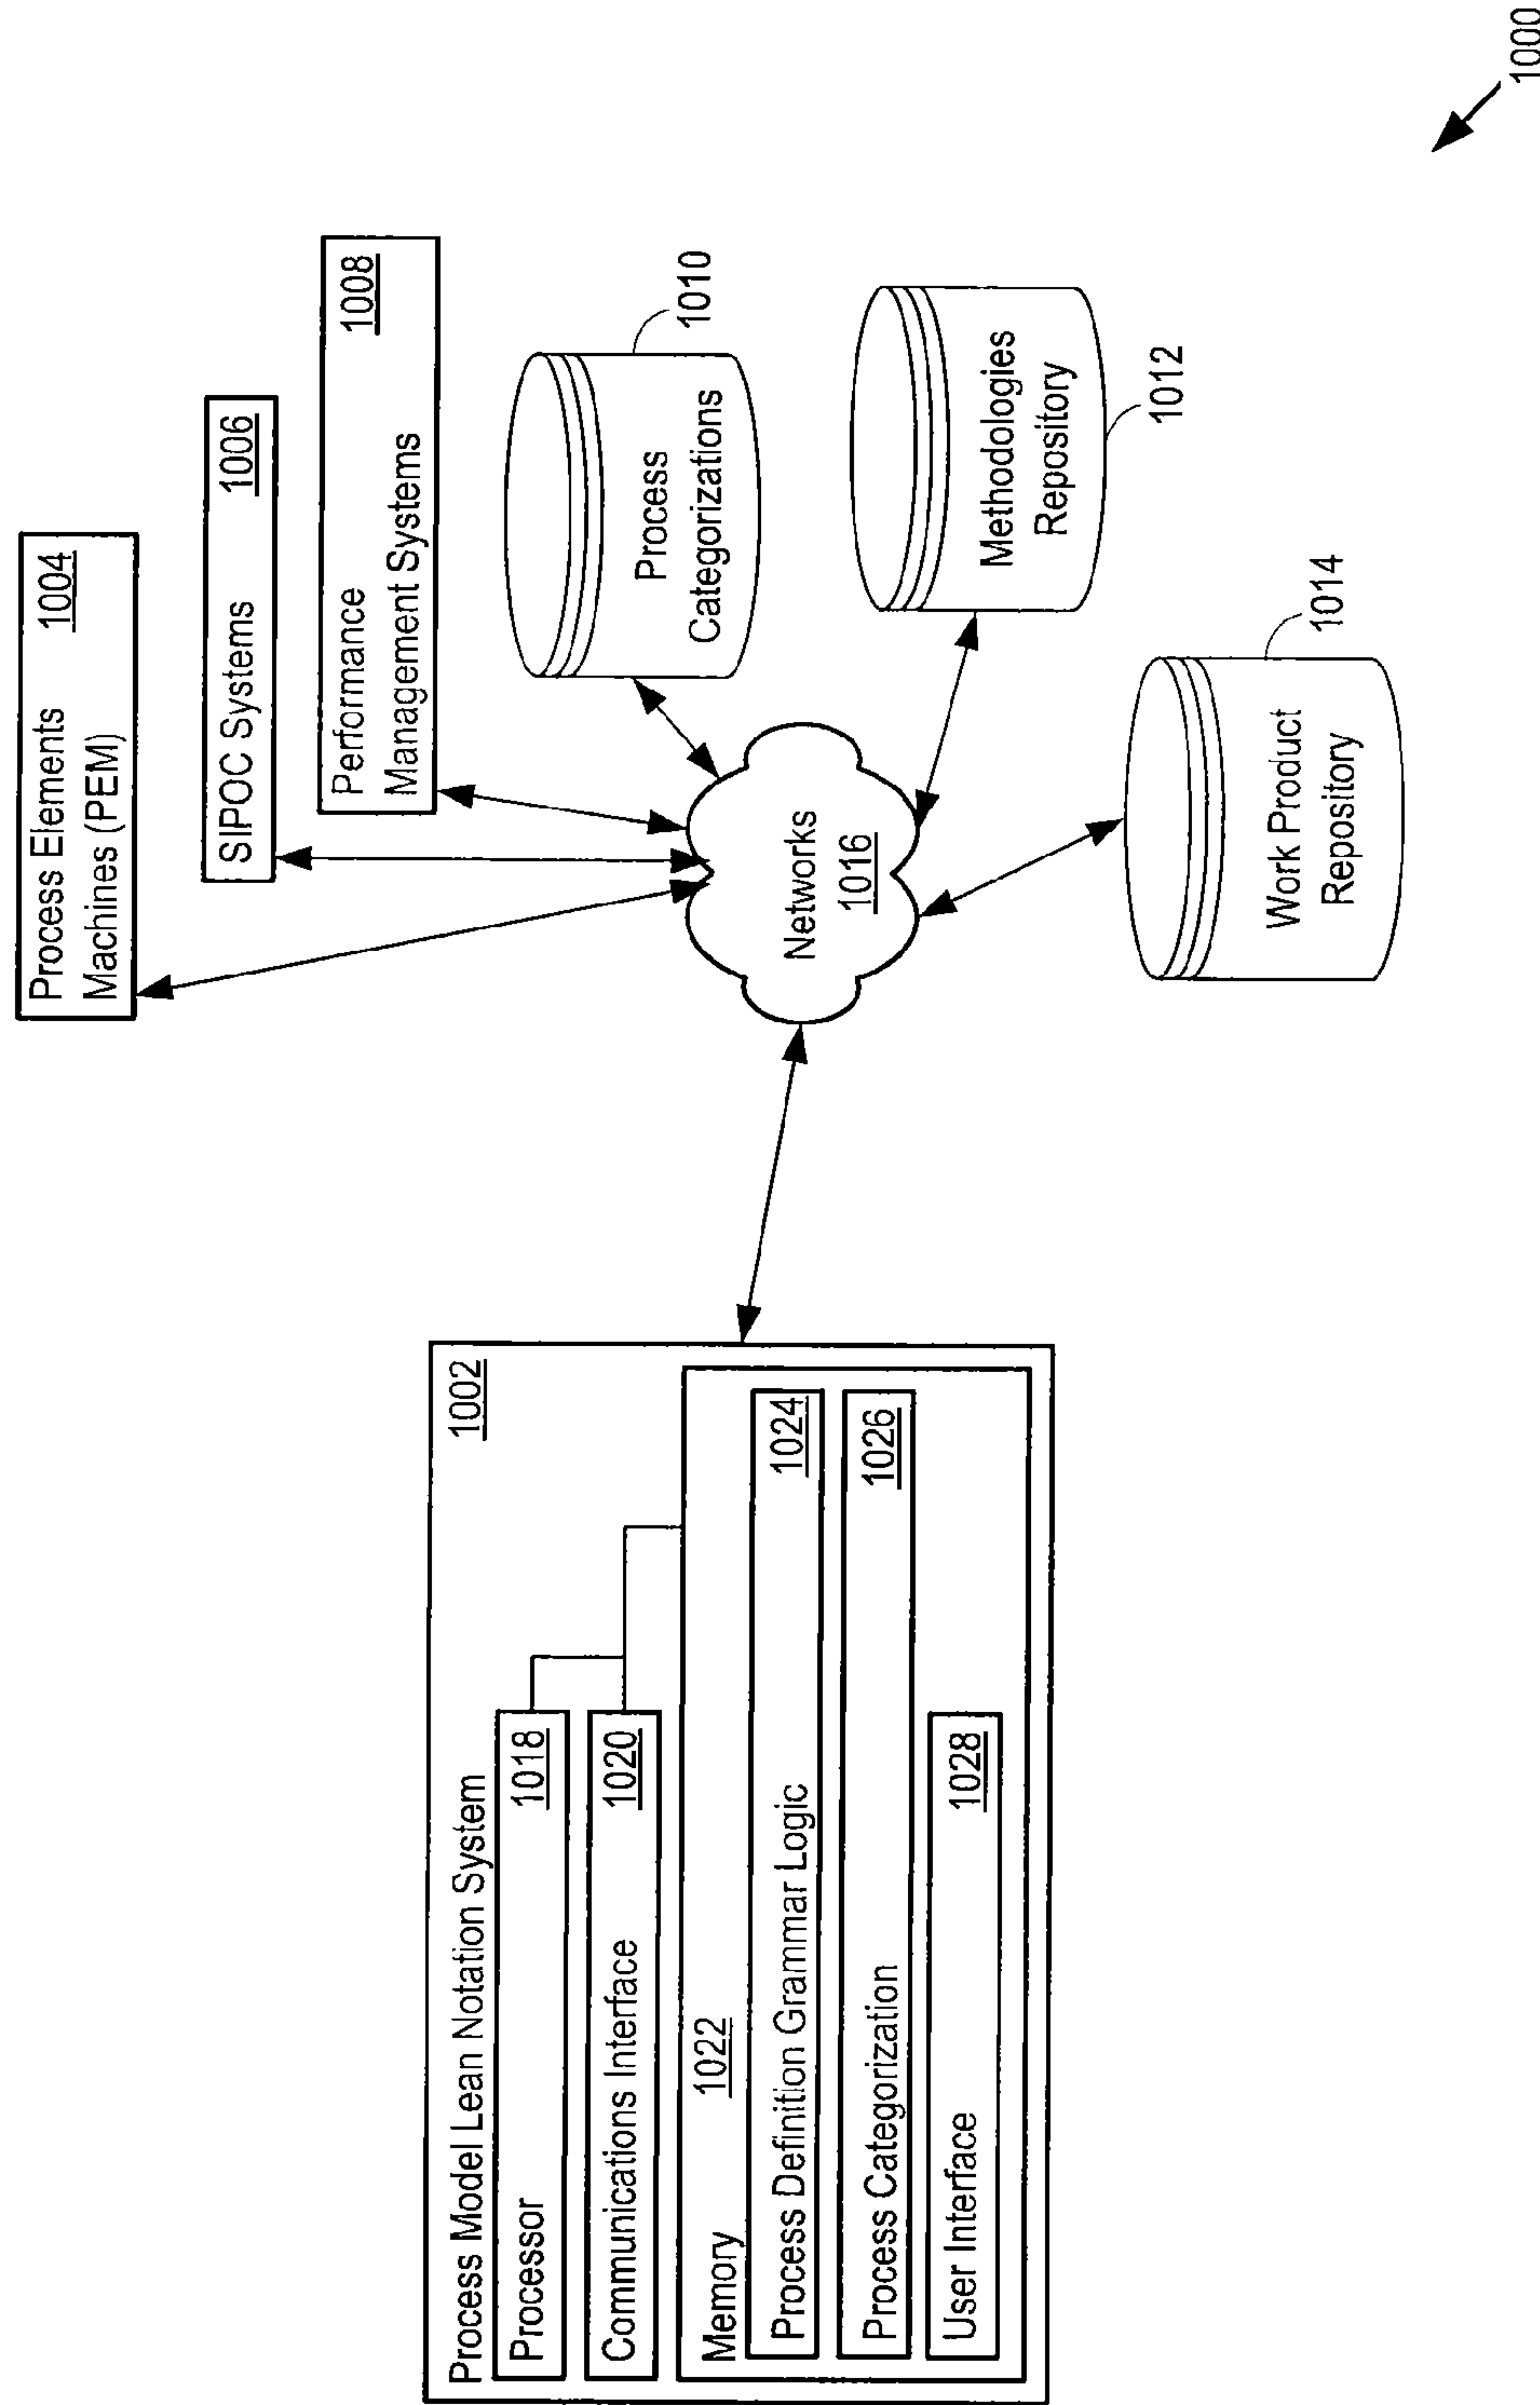 Process Model Lean Notation System
1002
Processor
1018
Communications Interface
1020
Memory
1022
Process Definition Grammar Logic
1024
Process Categorization
1026
User Interface
1028
Process Elements
Machines (PEM)
1004
SIPOC Systems
1006
Performance
Management Systems
1008
Process
Categorizations
1010
Methodologies
Repository
1012
Work Product
Repository
1014
Networks
1016
1000